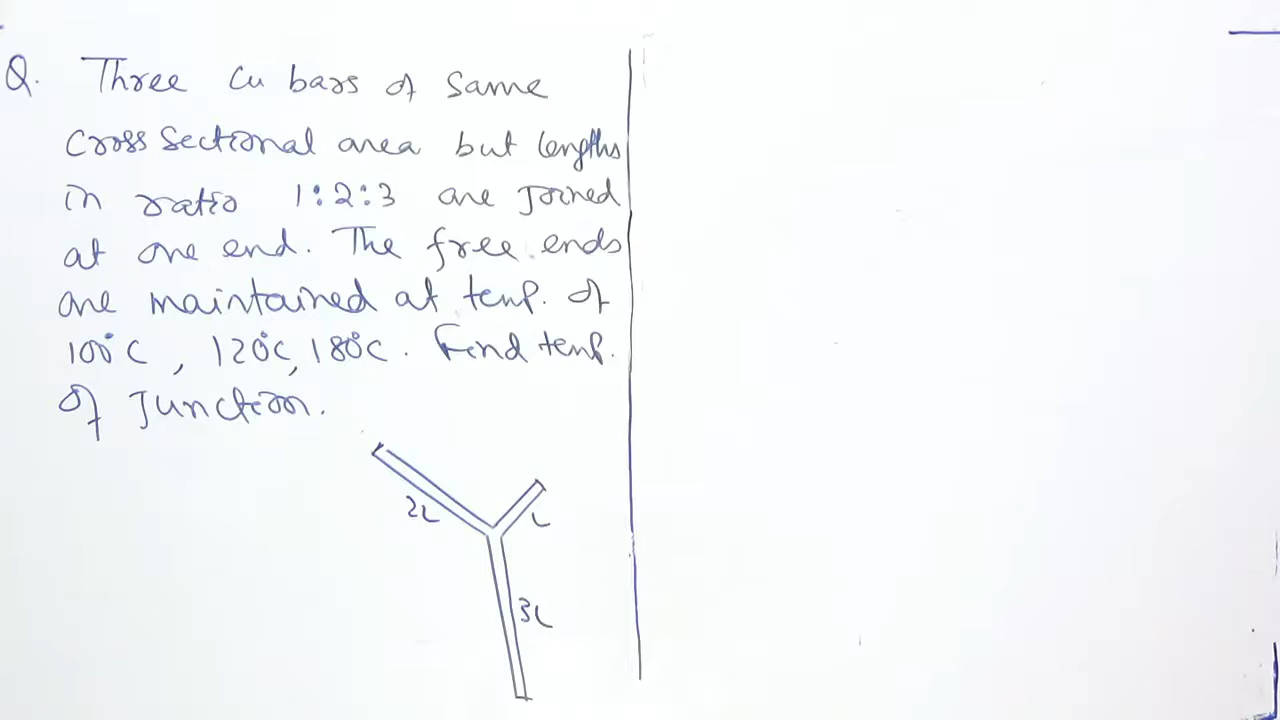 Q. Three Cu bars of same
cross sectional area but lengths
in ratio 1:2:3 are joined
at one end. The free ends
are maintained at temp. of
100°C, 120°C, 180°C. Find temp.
of Junction.
2L
L
3L